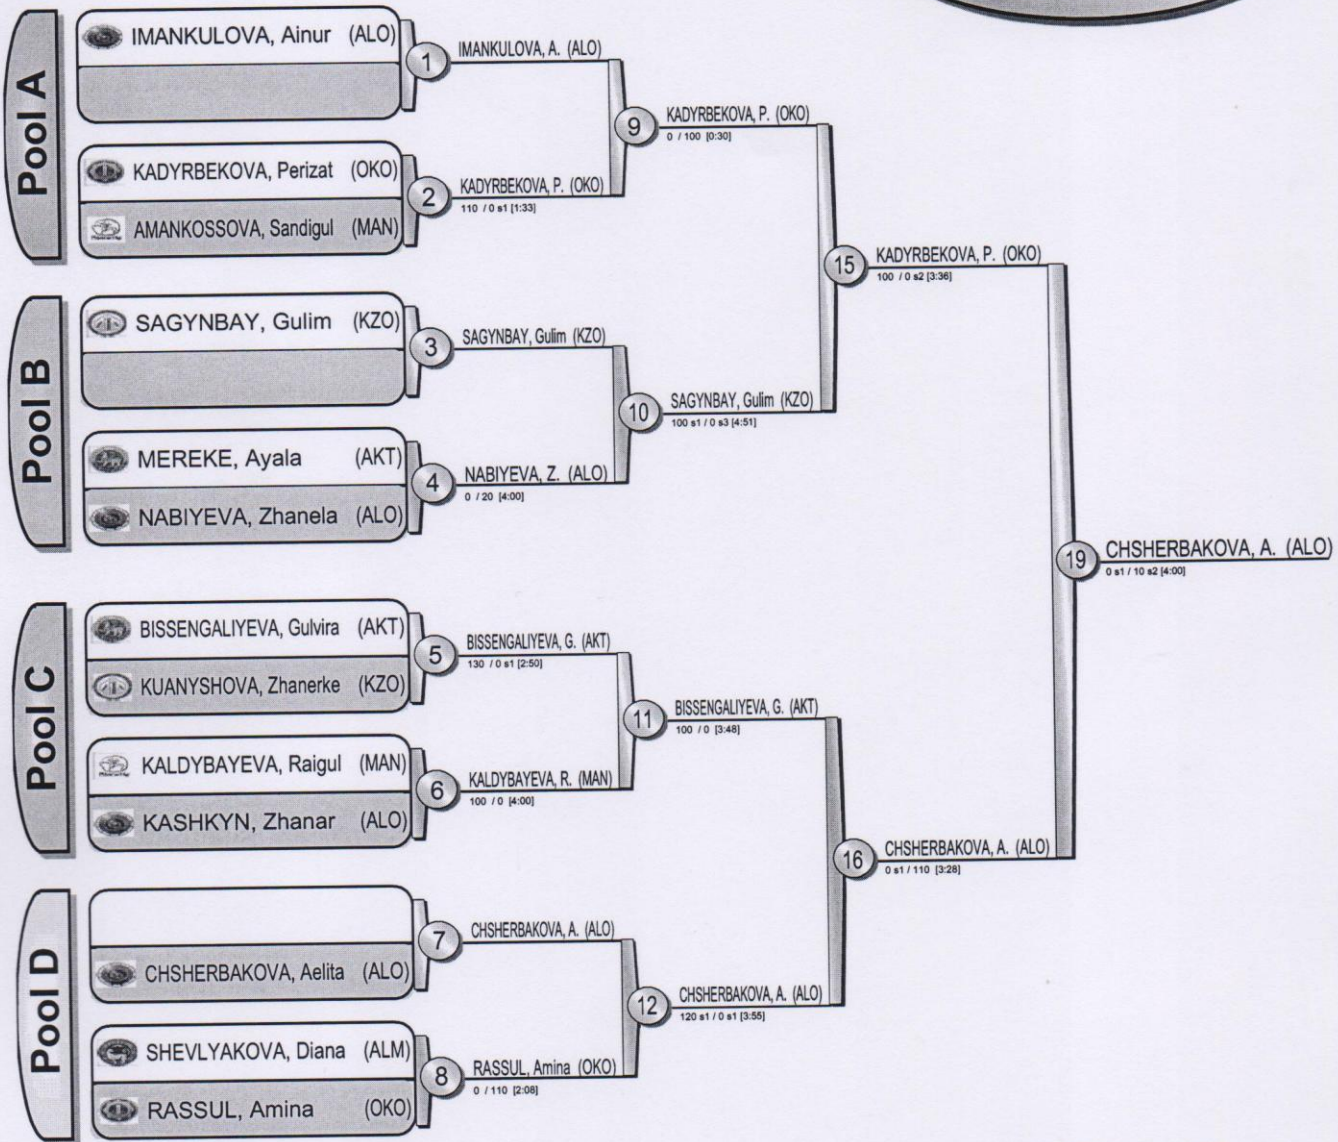 Pool A
IMANKULOVA, Ainur (ALO)
KADYRBEKOVA, Perizat (OKO)
AMANKOSSOVA, Sandigul (MAN)
Pool B
SAGYNBAY, Gulim (KZO)
MEREKE, Ayala (AKT)
NABIYEVA, Zhanela (ALO)
Pool C
BISSENGALIYEVA, Gulvira (AKT)
KUANYSHOVA, Zhanerke (KZO)
KALDYBAYEVA, Raigul (MAN)
KASHKYN, Zhanar (ALO)
Pool D
CHSHERBAKOVA, Aelita (ALO)
SHEVLYAKOVA, Diana (ALM)
RASSUL, Amina (OKO)
1 IMANKULOVA, A. (ALO)
2 KADYRBEKOVA, P. (OKO)
110 / 0 s1 [1:33]
3 SAGYNBAY, Gulim (KZO)
4 NABIYEVA, Z. (ALO)
0 / 20 [4:00]
5 BISSENGALIYEVA, G. (AKT)
130 / 0 s1 [2:50]
6 KALDYBAYEVA, R. (MAN)
100 / 0 [4:00]
7 CHSHERBAKOVA, A. (ALO)
8 RASSUL, Amina (OKO)
0 / 110 [2:08]
9 KADYRBEKOVA, P. (OKO)
0 / 100 [0:30]
10 SAGYNBAY, Gulim (KZO)
100 s1 / 0 s3 [4:51]
11 BISSENGALIYEVA, G. (AKT)
100 / 0 [3:48]
12 CHSHERBAKOVA, A. (ALO)
120 s1 / 0 s1 [3:55]
15 KADYRBEKOVA, P. (OKO)
100 / 0 s2 [3:36]
16 CHSHERBAKOVA, A. (ALO)
0 s1 / 110 [3:28]
19 CHSHERBAKOVA, A. (ALO)
0 s1 / 10 s2 [4:00]